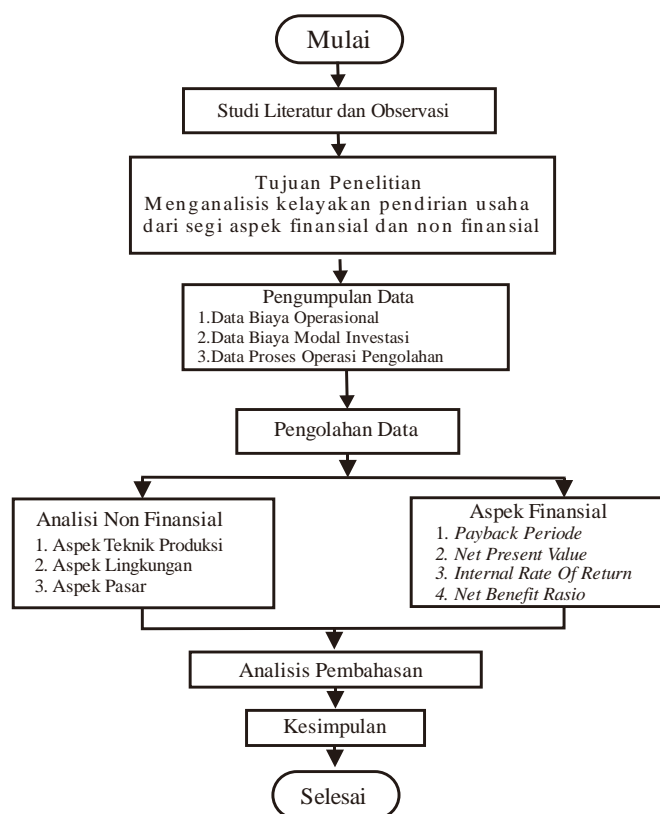 Mulai
Studi Literatur dan Observasi
Tujuan Penelitian
Menganalisis kelayakan pendirian usaha
dari segi aspek finansial dan non finansial
Pengumpulan Data
1.Data Biaya Operasional
2.Data Biaya Modal Investasi
3.Data Proses Operasi Pengolahan
Pengolahan Data
Analisi Non Finansial
1. Aspek Teknik Produksi
2. Aspek Lingkungan
3. Aspek Pasar
Aspek Finansial
1. Payback Periode
2. Net Present Value
3. Internal Rate Of Return
4. Net Benefit Rasio
Analisis Pembahasan
Kesimpulan
Selesai